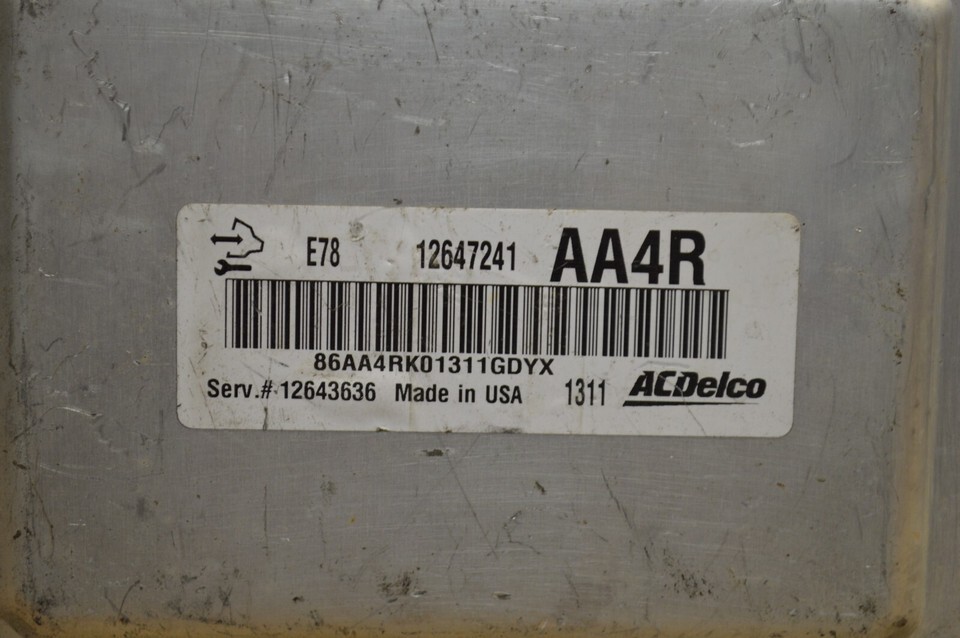 E78 12647241 AA4R
86AA4RK01311GDYX
Serv.# 12643636 Made in USA 1311 ACDelco